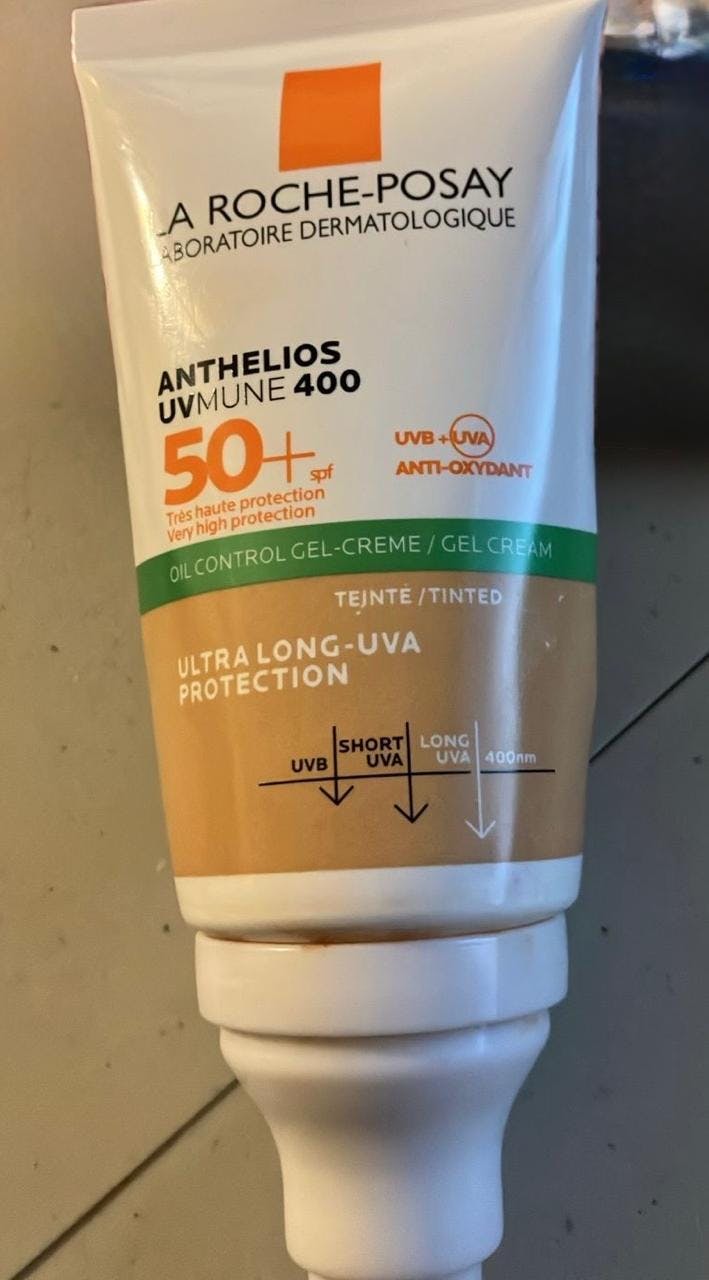 LA ROCHE-POSAY
LABORATOIRE DERMATOLOGIQUE
ANTHELIOS
UVMUNE 400
50+ spf
Très haute protection
Very high protection
UVB + UVA
ANTI-OXYDANT
OIL CONTROL GEL-CREME / GEL CREAM
TEINTÉ / TINTED
ULTRA LONG-UVA
PROTECTION
UVB
SHORT
UVA
LONG
UVA
400nm